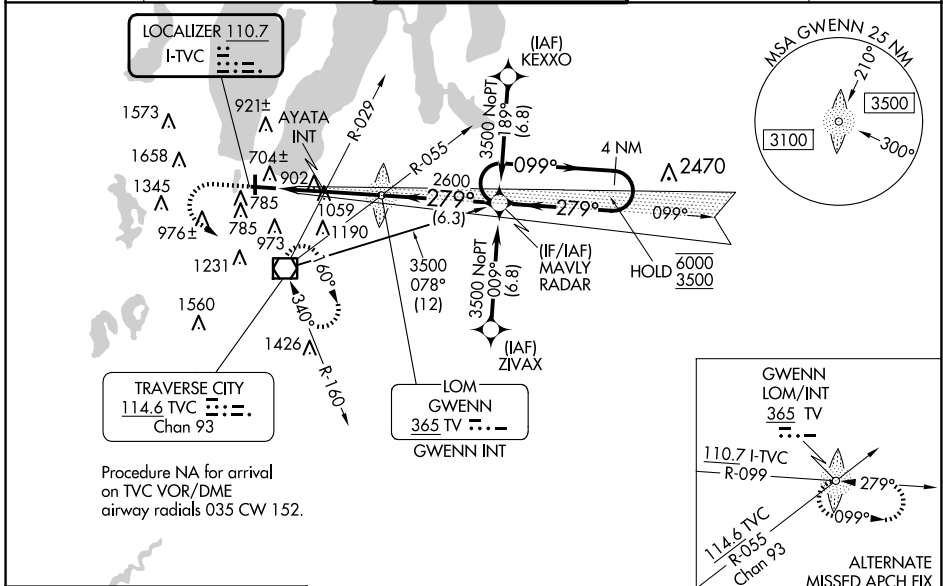 LOCALIZER 110.7
I-TVC
(IAF)
KEXXO
MSA GWENN 25 NM
210°
3500
3100
300°
1573
921±
AYATA
INT
R-029
R-055
3500 NoPT
189°
(6.8)
1658
704±
902
2600
099°
4 NM
2470
1345
785
1059
279°
279°
099°
(6.3)
976±
785
973
1190
3500
078°
(12)
(IF/IAF)
MAVLY
RADAR
HOLD 6000
3500
1231
160°
340°
3500 NoPT
009°
(6.8)
1560
1426
R-160
(IAF)
ZIVAX
TRAVERSE CITY
114.6 TVC
Chan 93
LOM
GWENN
365 TV
GWENN INT
Procedure NA for arrival
on TVC VOR/DME
airway radials 035 CW 152.
GWENN
LOM/INT
365 TV
110.7 I-TVC
R-099
279°
099°
114.6 TVC
R-055
Chan 93
ALTERNATE
MISSED APCH FIX